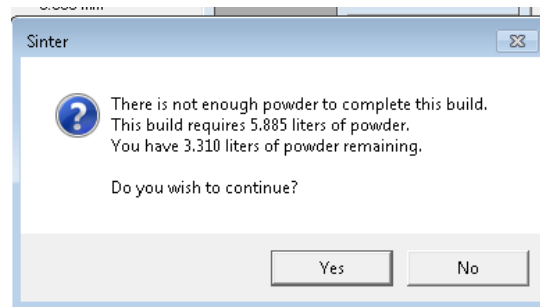 Sinter
There is not enough powder to complete this build.
This build requires 5.885 liters of powder.
You have 3.310 liters of powder remaining.
Do you wish to continue?
Yes
No